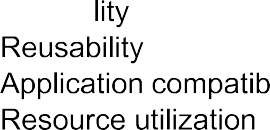 lity
Reusability
Application compatib
Resource utilization